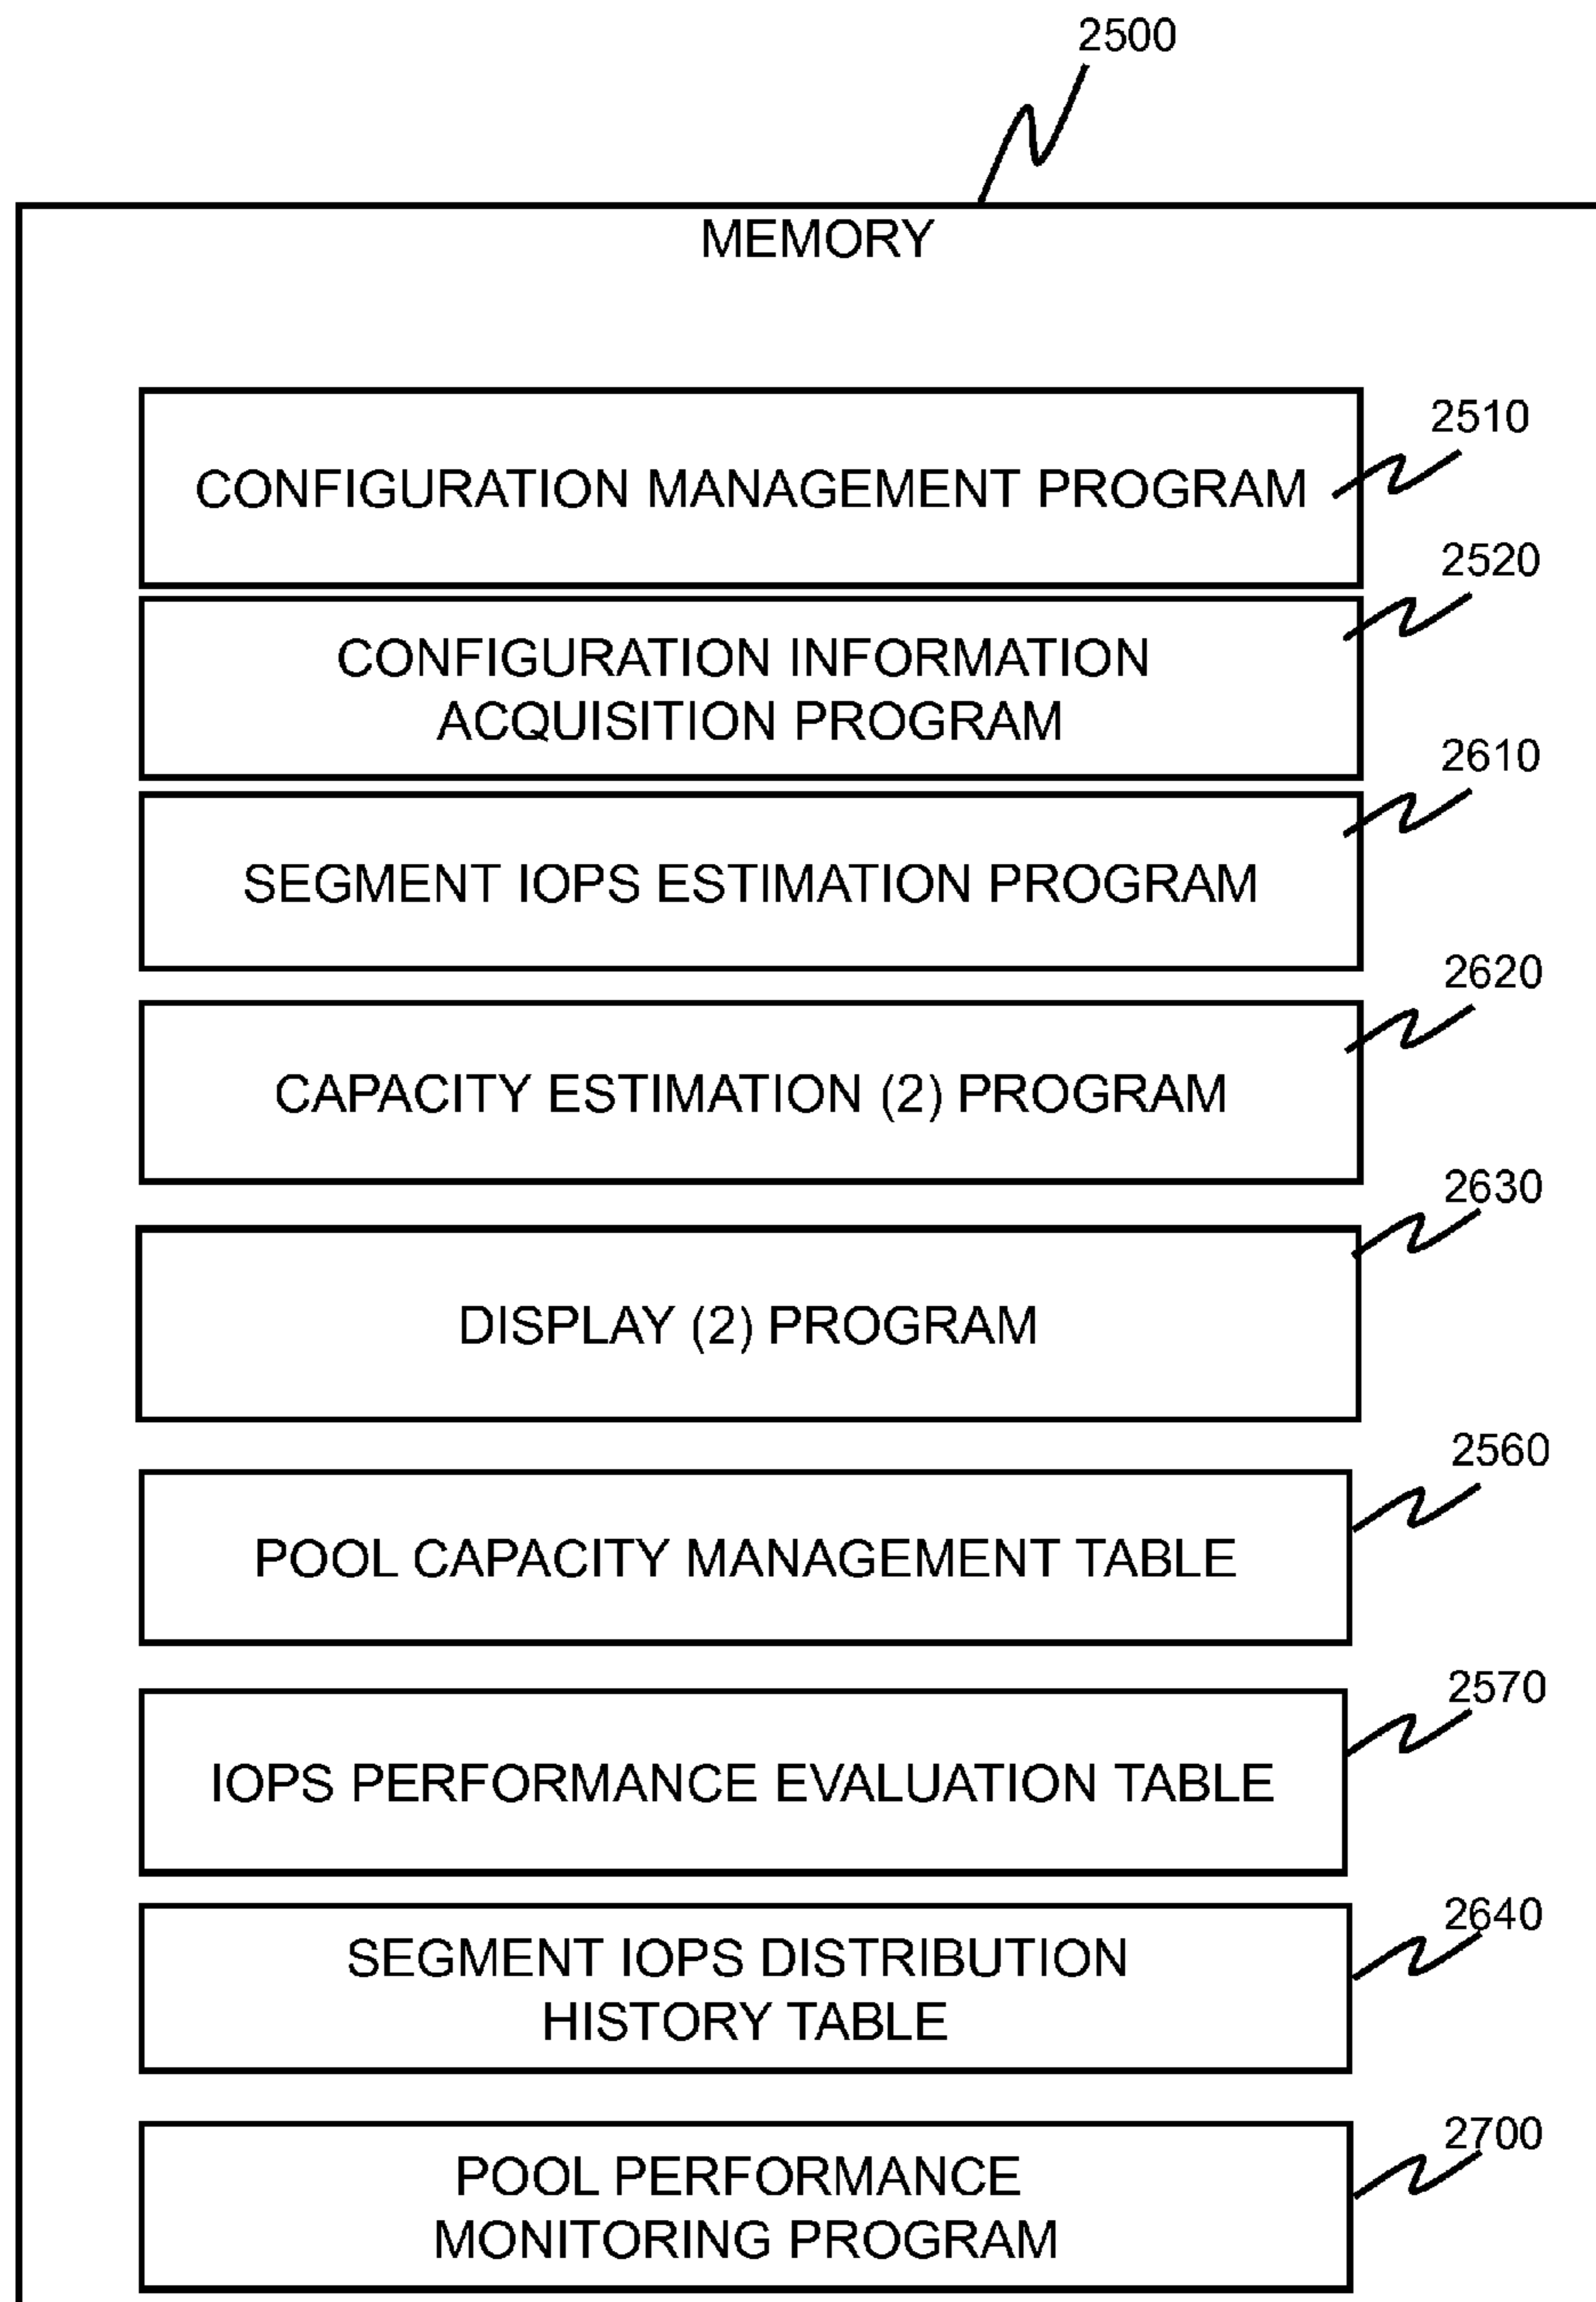 2500
MEMORY
2510
CONFIGURATION MANAGEMENT PROGRAM
2520
CONFIGURATION INFORMATION
ACQUISITION PROGRAM
2610
SEGMENT IOPS ESTIMATION PROGRAM
2620
CAPACITY ESTIMATION (2) PROGRAM
2630
DISPLAY (2) PROGRAM
2560
POOL CAPACITY MANAGEMENT TABLE
2570
IOPS PERFORMANCE EVALUATION TABLE
2640
SEGMENT IOPS DISTRIBUTION
HISTORY TABLE
2700
POOL PERFORMANCE
MONITORING PROGRAM